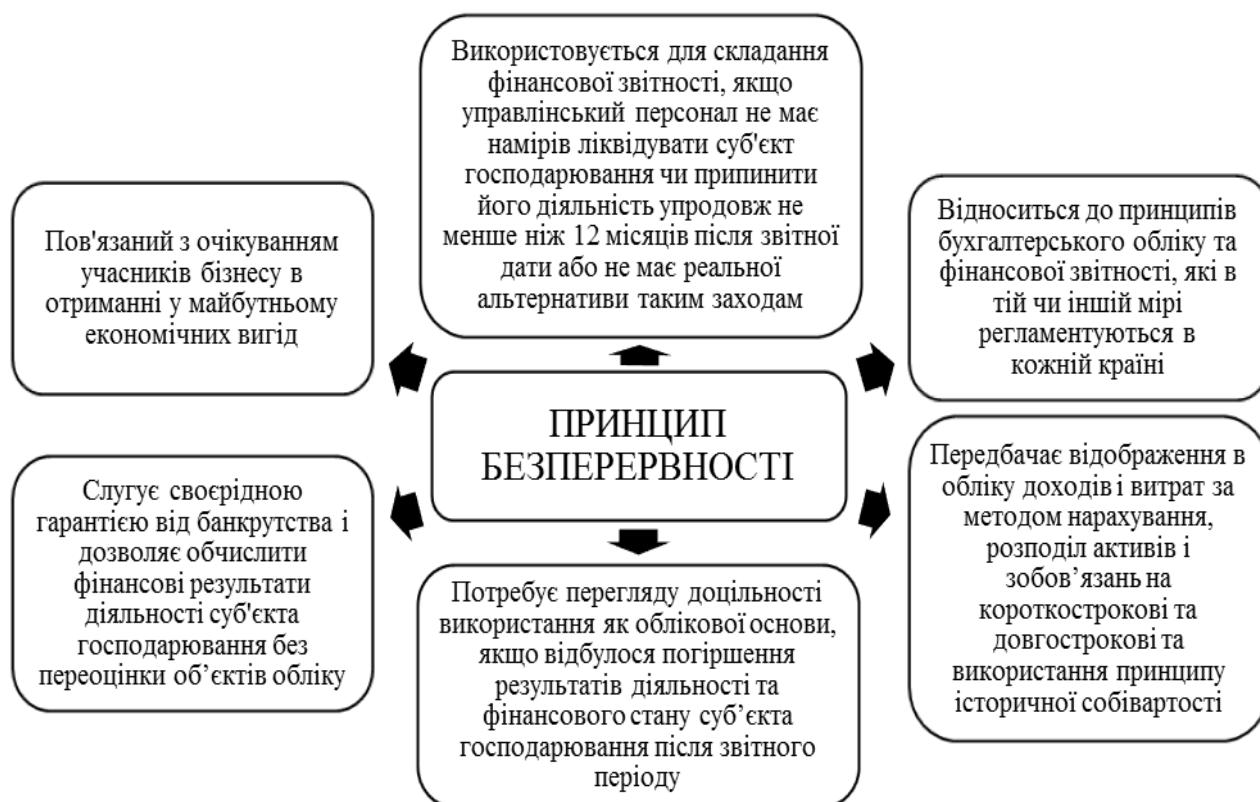 Використовується для складання
фінансової звітності, якщо
управлінський персонал не має
намірів ліквідувати суб'єкт
господарювання чи припинити
його діяльність упродовж не
менше ніж 12 місяців після звітної
дати або не має реальної
альтернативи таким заходам
Пов'язаний з очікуванням
учасників бізнесу в
отриманні у майбутньому
економічних вигід
Відноситься до принципів
бухгалтерського обліку та
фінансової звітності, які в
тій чи іншій мірі
регламентуються в
кожній країні
ПРИНЦИП
БЕЗПЕРЕРВНОСТІ
Слугує своєрідною
гарантією від банкрутства і
дозволяє обчислити
фінансові результати
діяльності суб'єкта
господарювання без
переоцінки об’єктів обліку
Передбачає відображення в
обліку доходів і витрат за
методом нарахування,
розподіл активів і
зобов’язань на
короткострокові та
довгострокові та
використання принципу
історичної собівартості
Потребує перегляду доцільності
використання як облікової основи,
якщо відбулося погіршення
результатів діяльності та
фінансового стану суб’єкта
господарювання після звітного
періоду